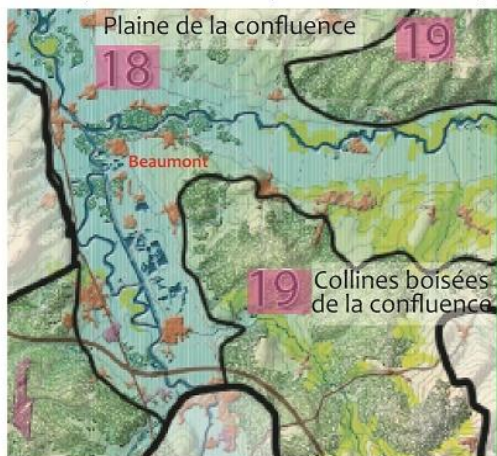 Plaine de la confluence
18
19
Beaumont
19
Collines boisées
de la confluence